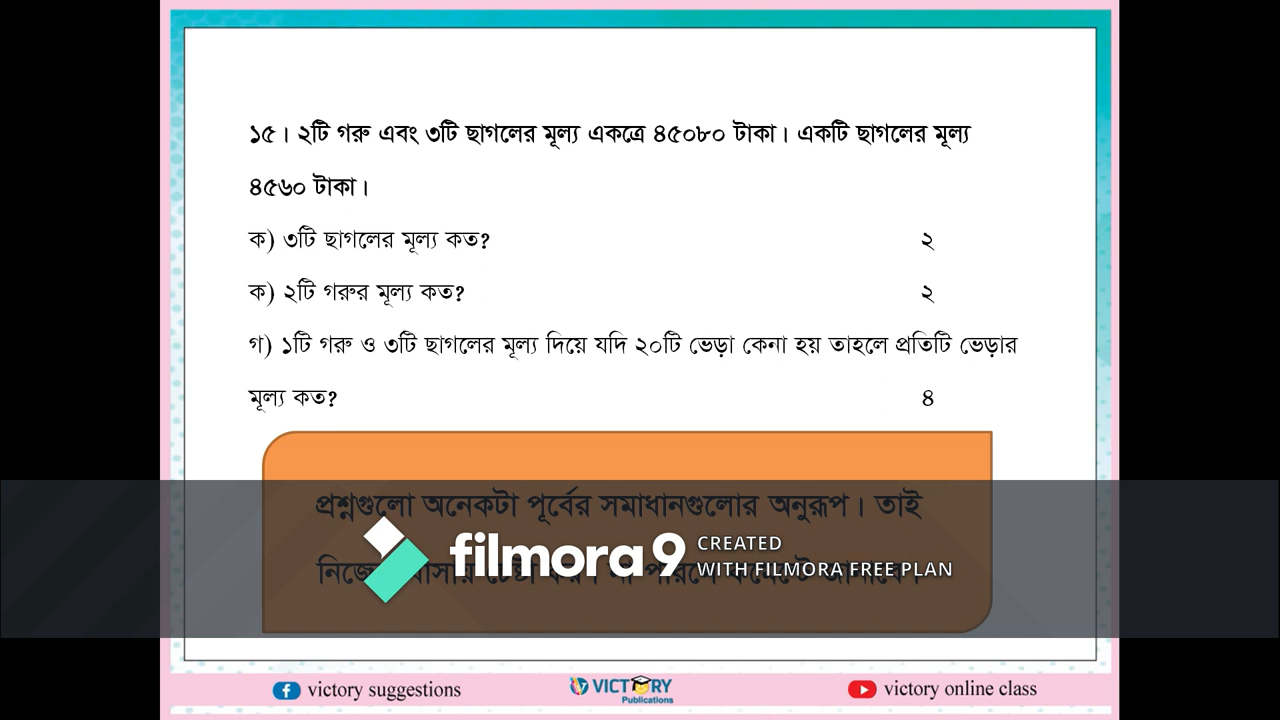 ১৫। ২টি গরু এবং ৩টি ছাগলের মূল্য একত্রে ৪৫০৮০ টাকা। একটি ছাগলের মূল্য
৪৫৬০ টাকা।
ক) ৩টি ছাগলের মূল্য কত? ২
ক) ২টি গরুর মূল্য কত? ২
গ) ১টি গরু ও ৩টি ছাগলের মূল্য দিয়ে যদি ২০টি ভেড়া কেনা হয় তাহলে প্রতিটি ভেড়ার
মূল্য কত? ৪
প্রশ্নগুলো অনেকটা পূর্বের সমাধানগুলোর অনুরূপ। তাই
filmora9 CREATED
WITH FILMORA FREE PLAN
victory suggestions
VICTORY
Publications
victory online class